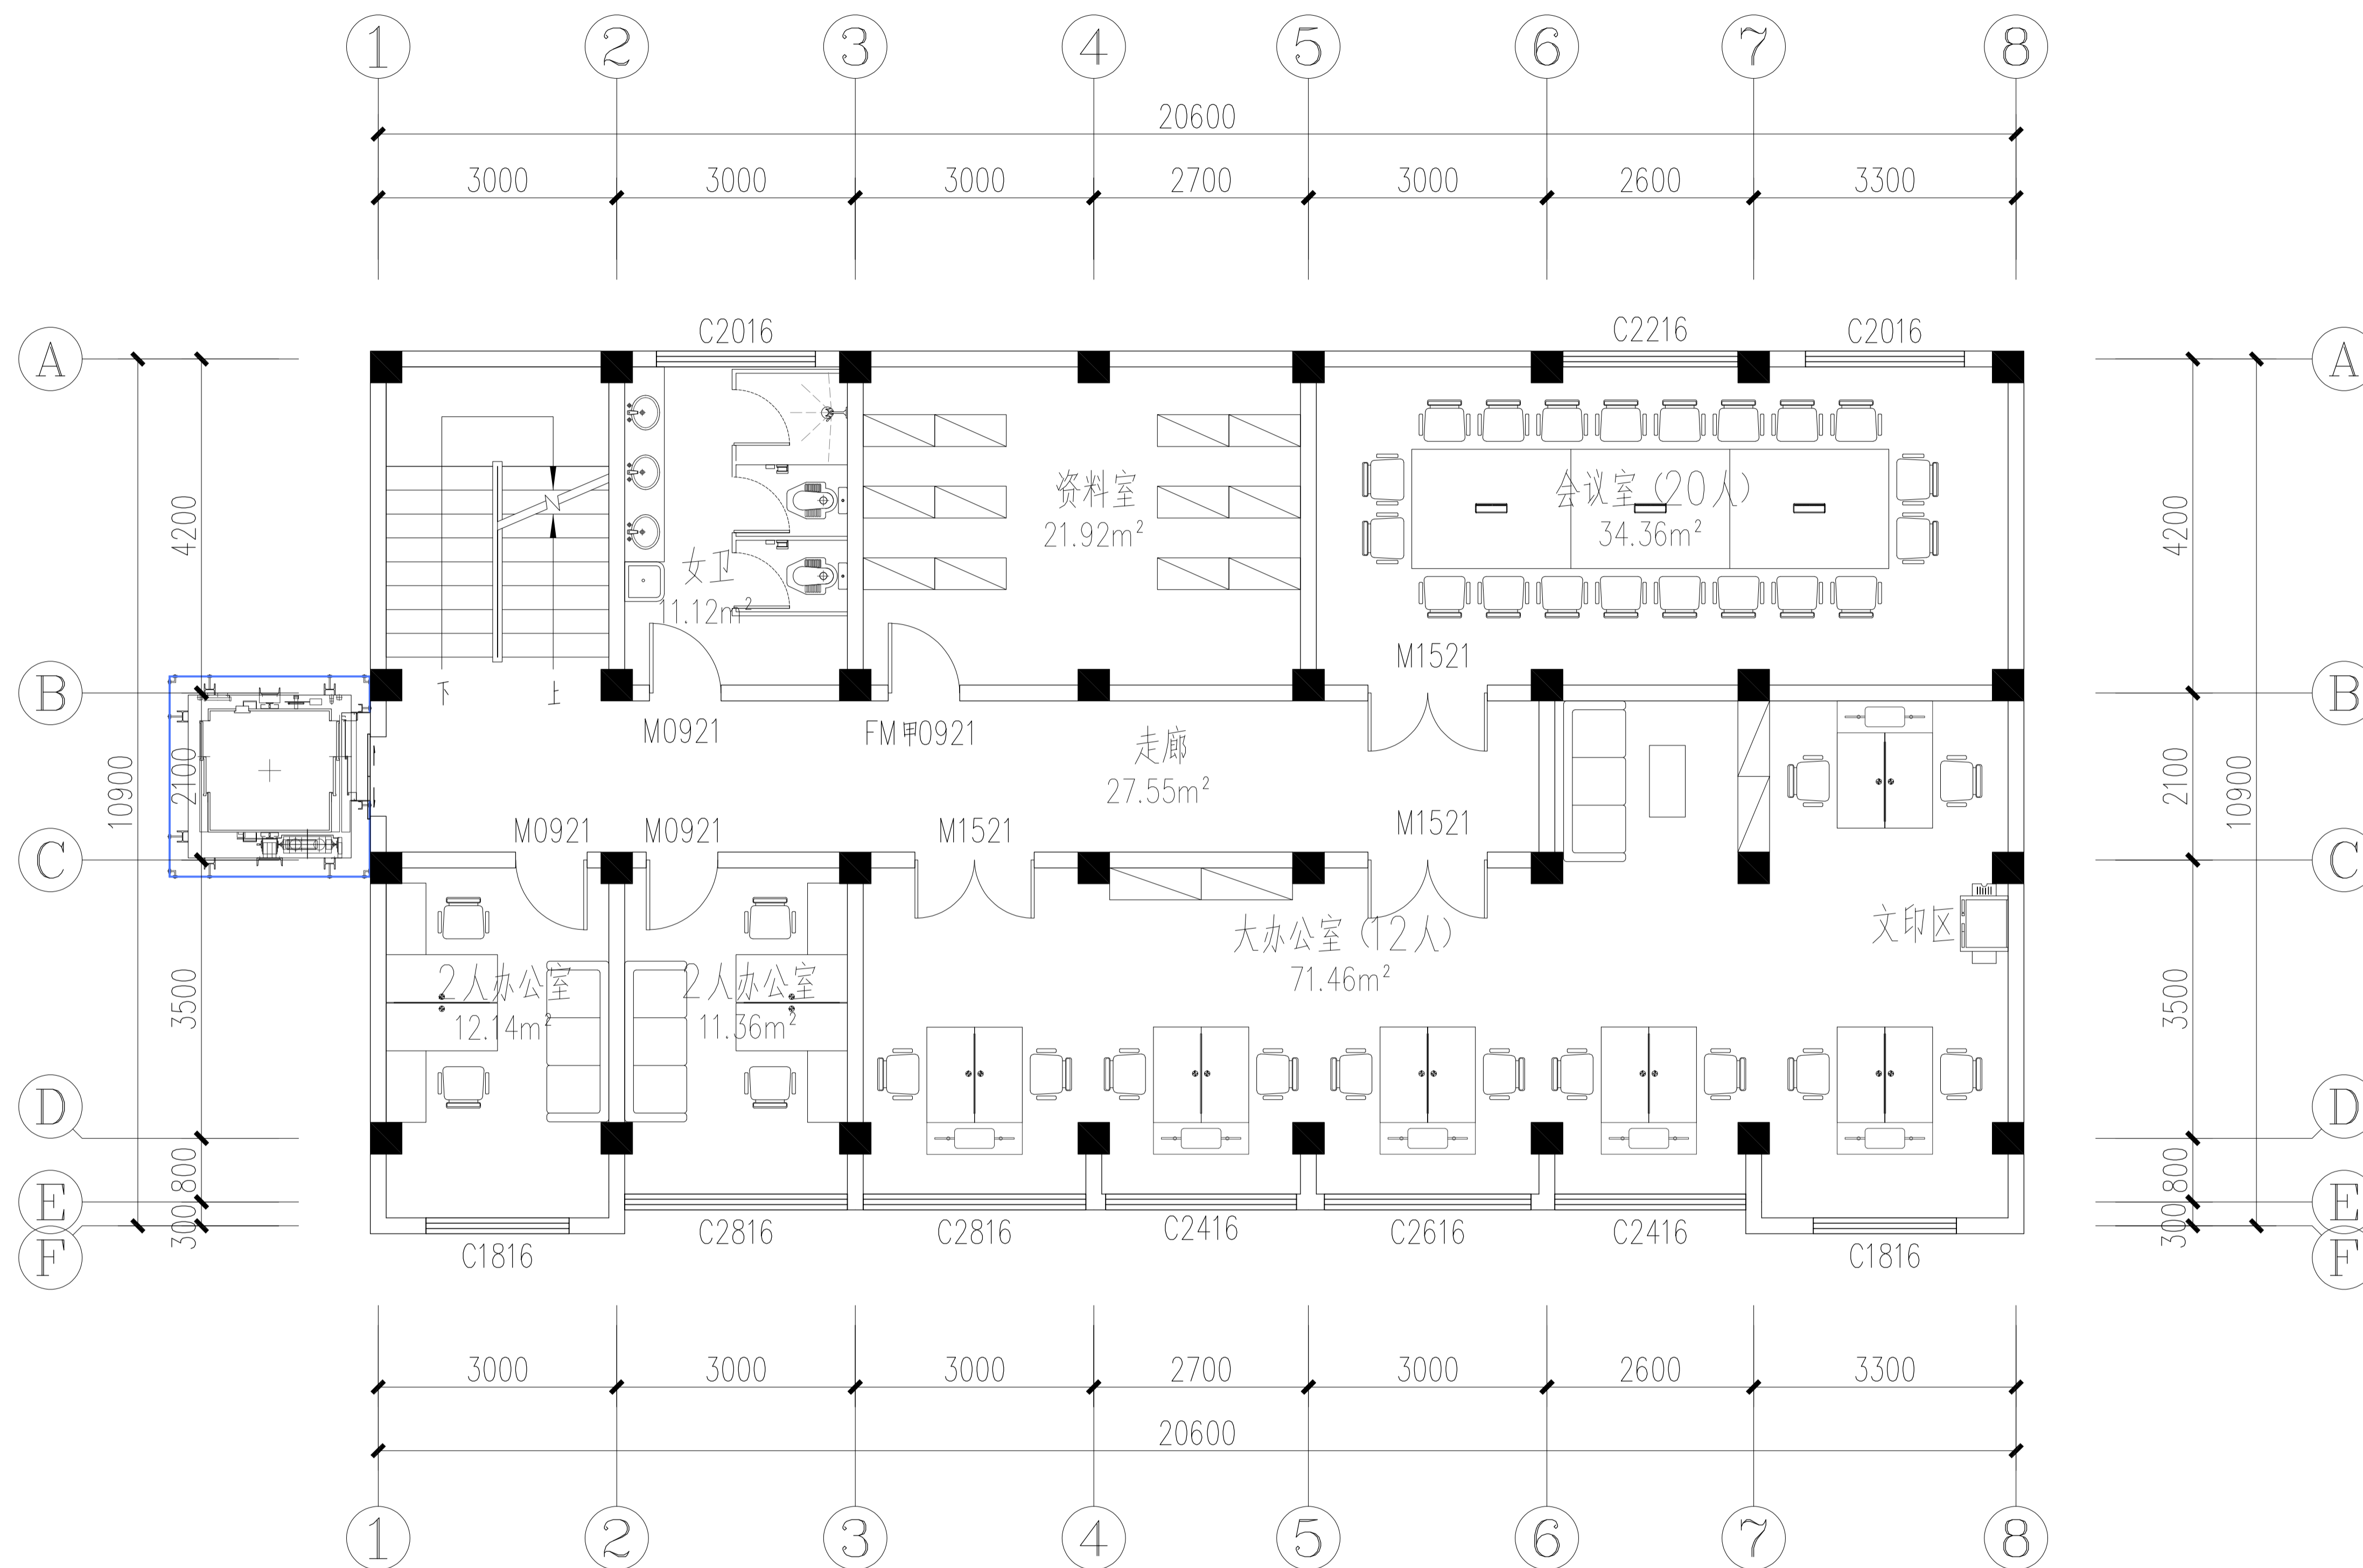 1 2 3 4 5 6 7 8
20600
3000 3000 3000 2700 3000 2600 3300
C2016 C2216 C2016
A A
4200 4200
资料室
21.92m²
会议室 (20人)
34.36m²
女卫
11.12m²
M1521
下 上
B B
M0921 FM甲0921
走廊
27.55m²
10900 2100 2100 10900
M0921 M0921 M1521 M1521
C C
大办公室 (12人)
71.46m²
文印区
2人办公室
12.14m²
2人办公室
11.36m²
3500 3500
D D
800 800
E E
300 300
F F
C2816 C2816 C2416 C2616 C2416
C1816 C1816
3000 3000 3000 2700 3000 2600 3300
20600
1 2 3 4 5 6 7 8